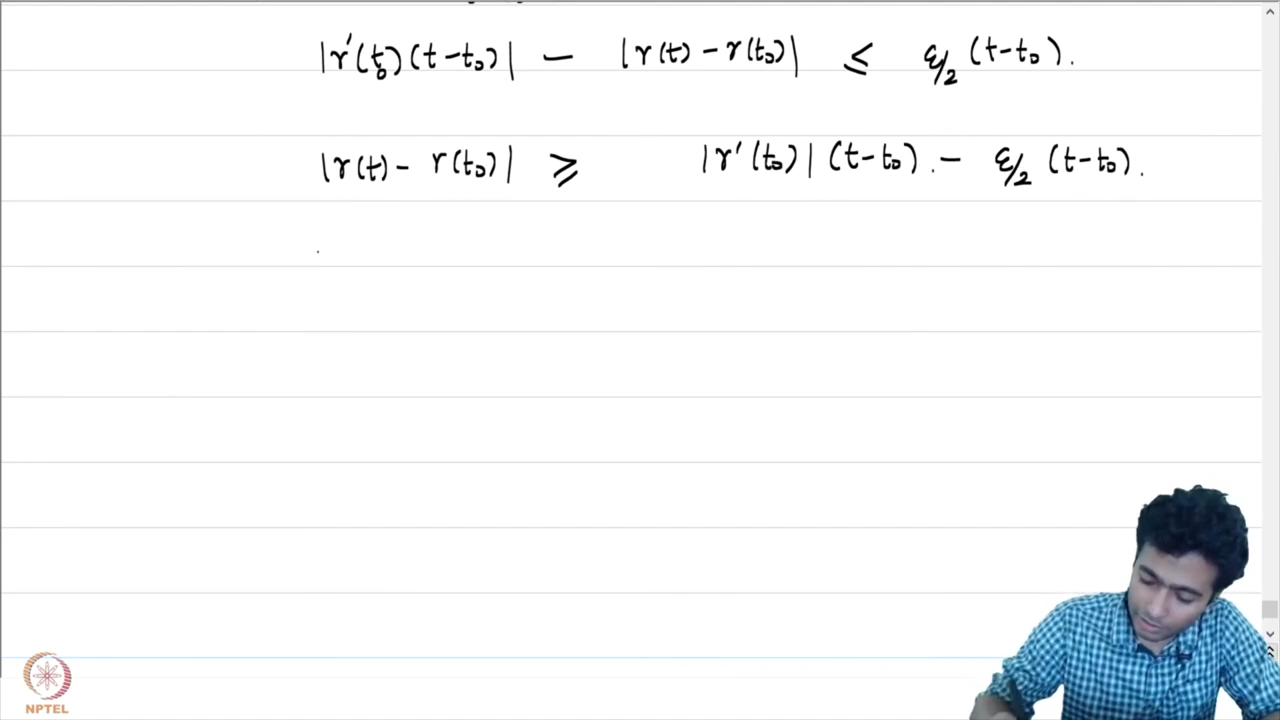 |γ'(t₀)(t-t₀)| - |γ(t) - γ(t₀)| ≤ ε/2 (t-t₀).
|γ(t) - γ(t₀)| ≥ |γ'(t₀)| (t-t₀) - ε/2 (t-t₀).
NPTEL